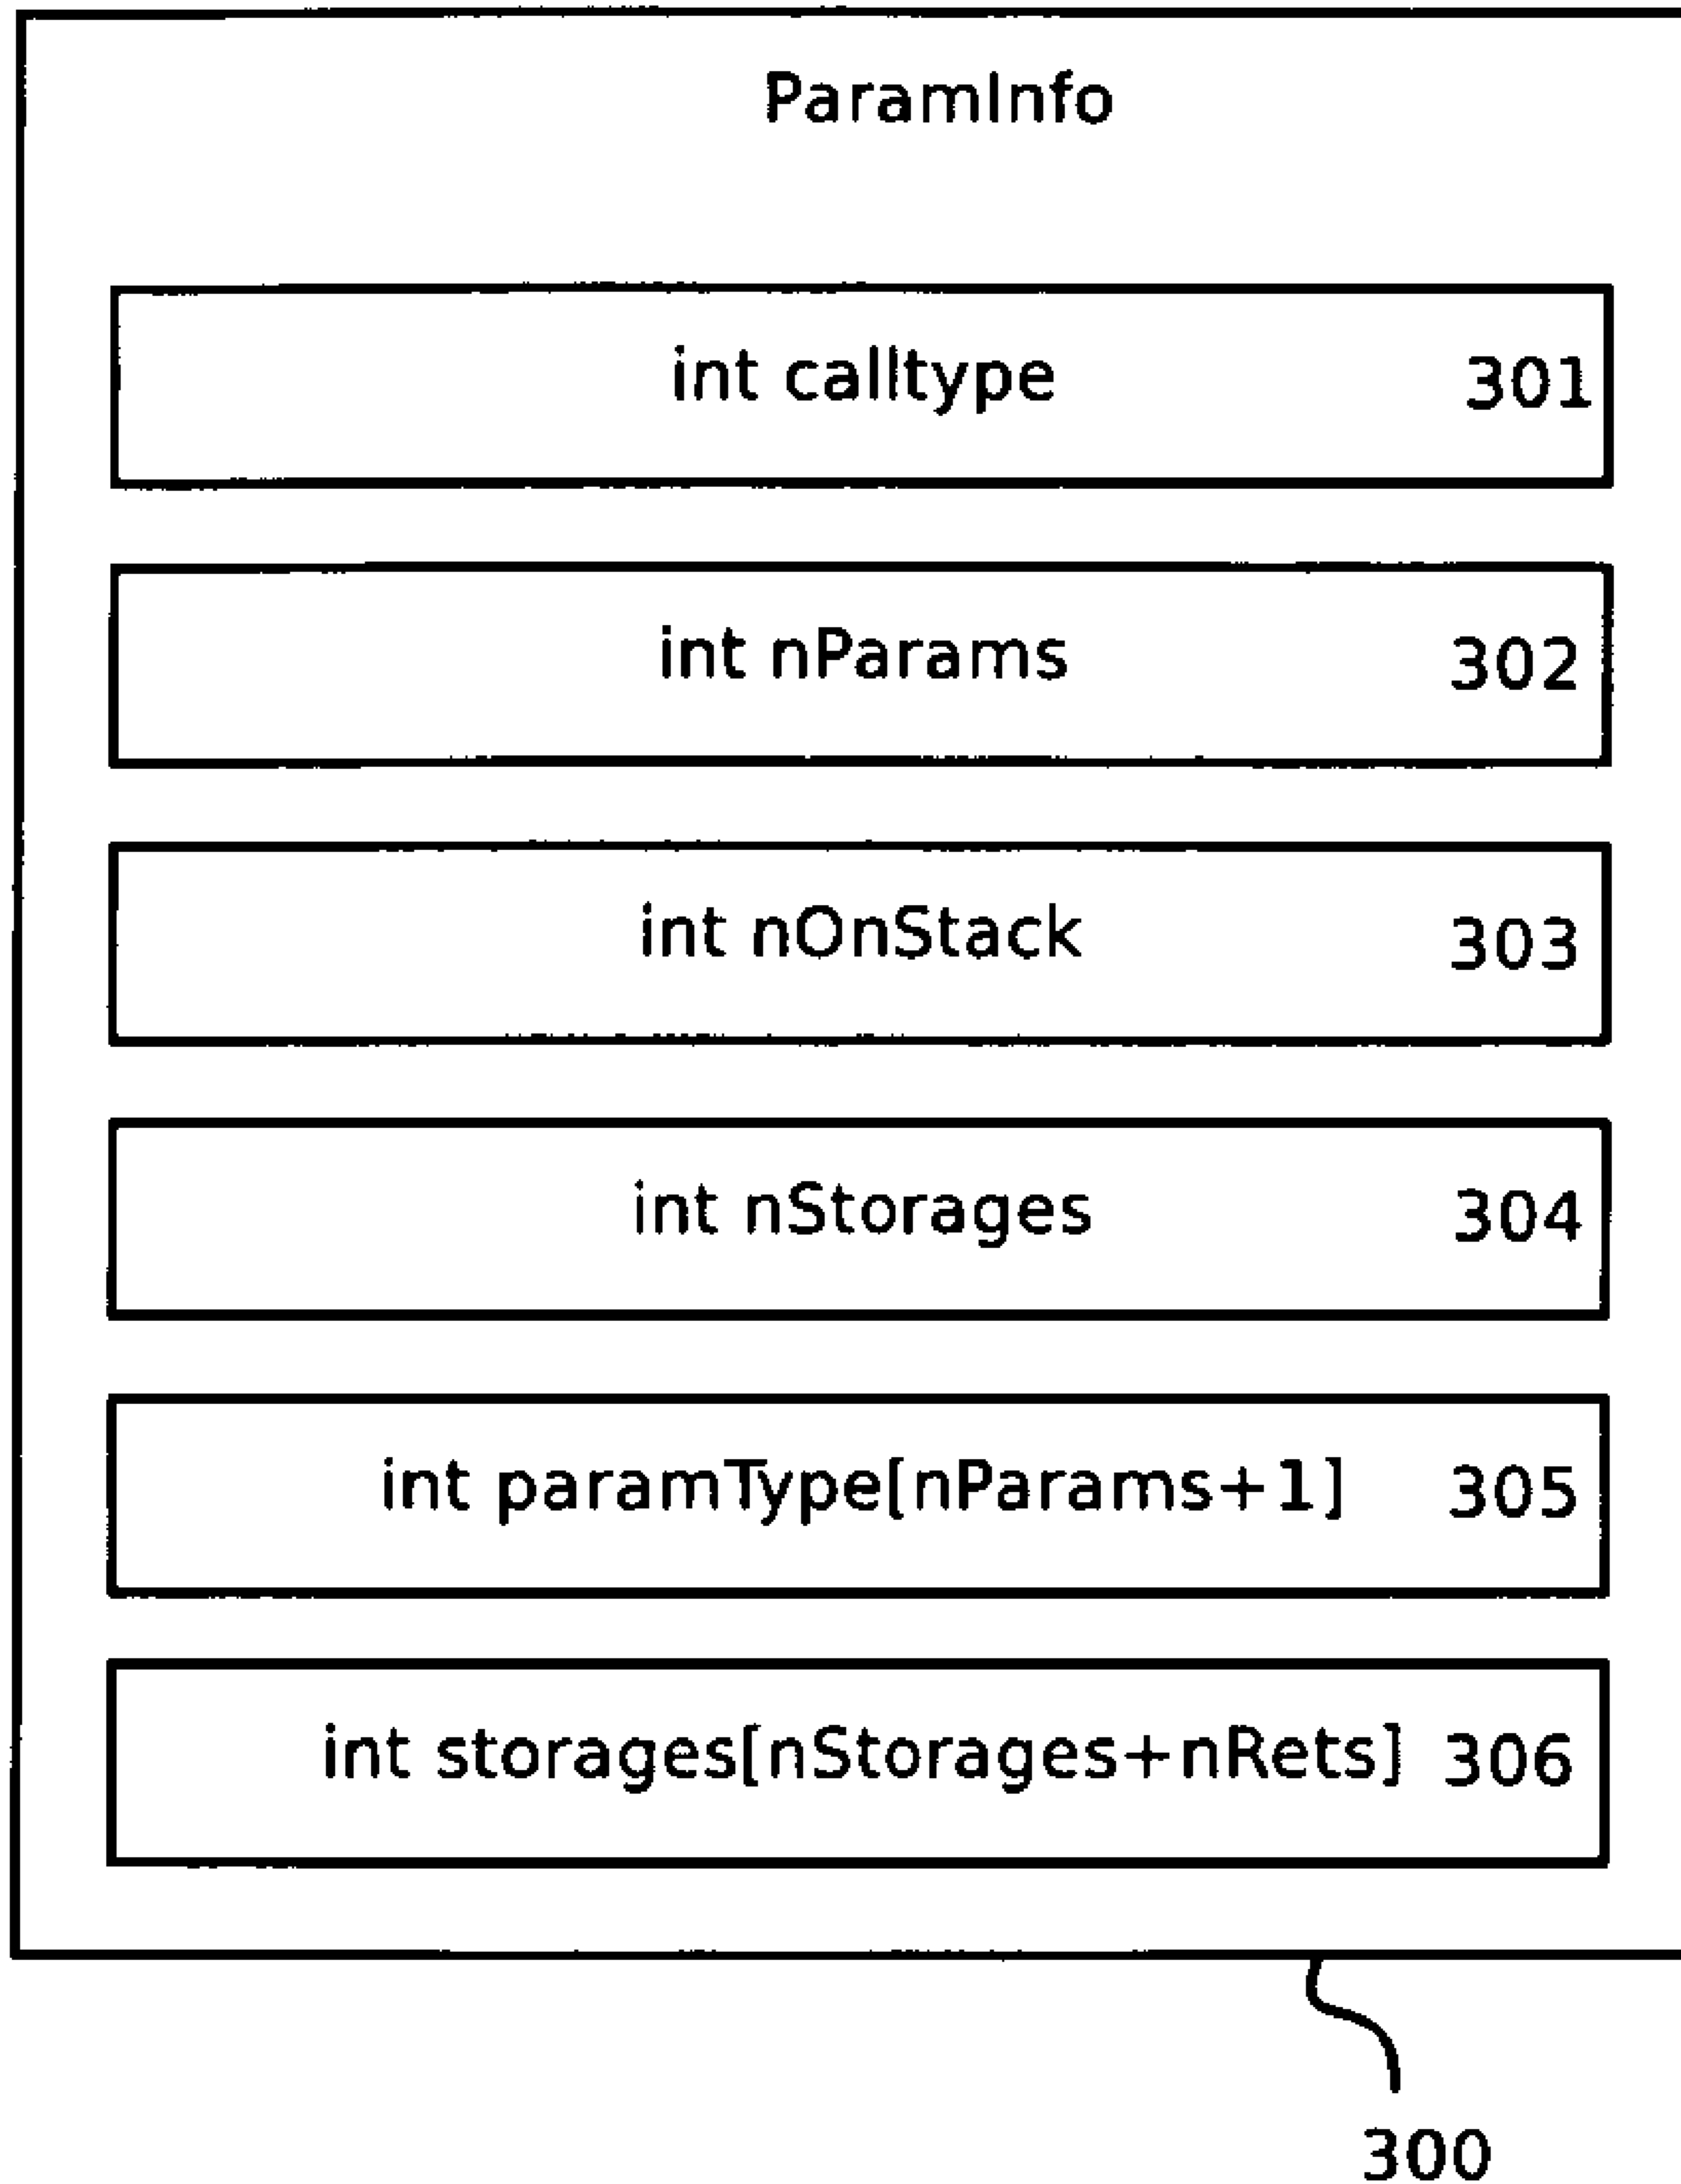 ParamInfo
int calltype 301
int nParams 302
int nOnStack 303
int nStorages 304
int paramType[nParams+1] 305
int storages[nStorages+nRets] 306
300